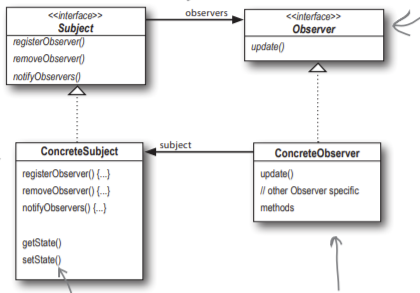 <<interface>>
Subject
registerObserver()
removeObserver()
notifyObservers()
observers
<<interface>>
Observer
update()
ConcreteSubject
registerObserver() {...}
removeObserver() {...}
notifyObservers() {...}
getState()
setState()
subject
ConcreteObserver
update()
// other Observer specific
methods